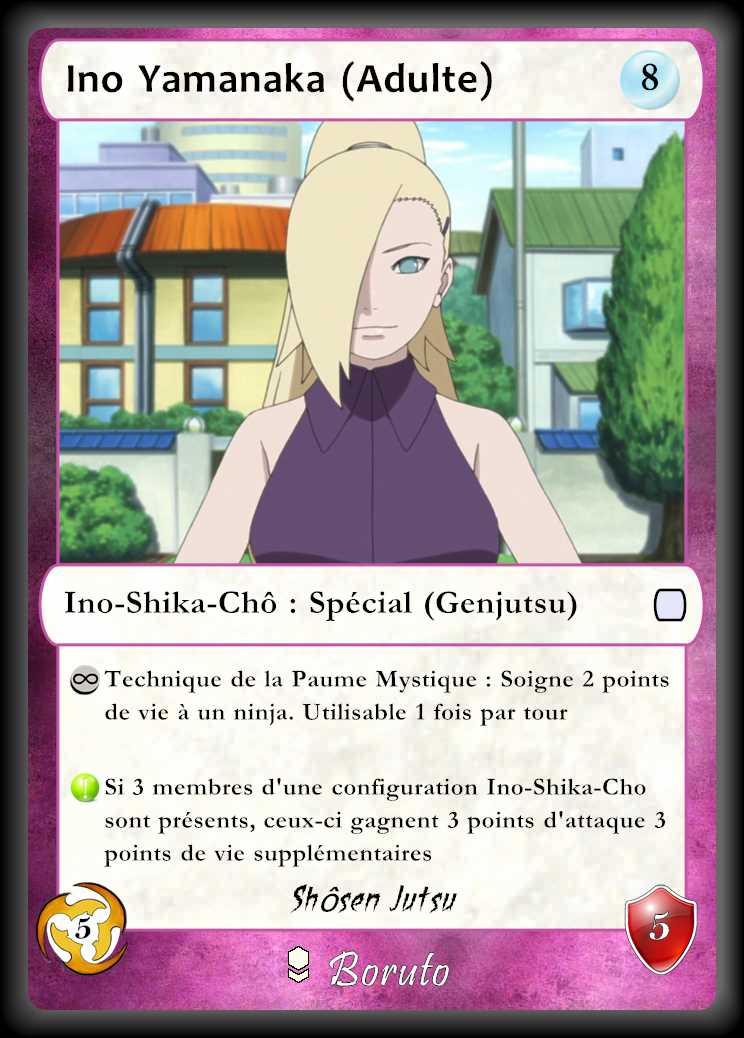 Ino Yamanaka (Adulte)
8
Ino-Shika-Chô : Spécial (Genjutsu)
∞ Technique de la Paume Mystique : Soigne 2 points
de vie à un ninja. Utilisable 1 fois par tour
! Si 3 membres d'une configuration Ino-Shika-Cho
sont présents, ceux-ci gagnent 3 points d'attaque 3
points de vie supplémentaires
Shôsen Jutsu
5
5
Boruto